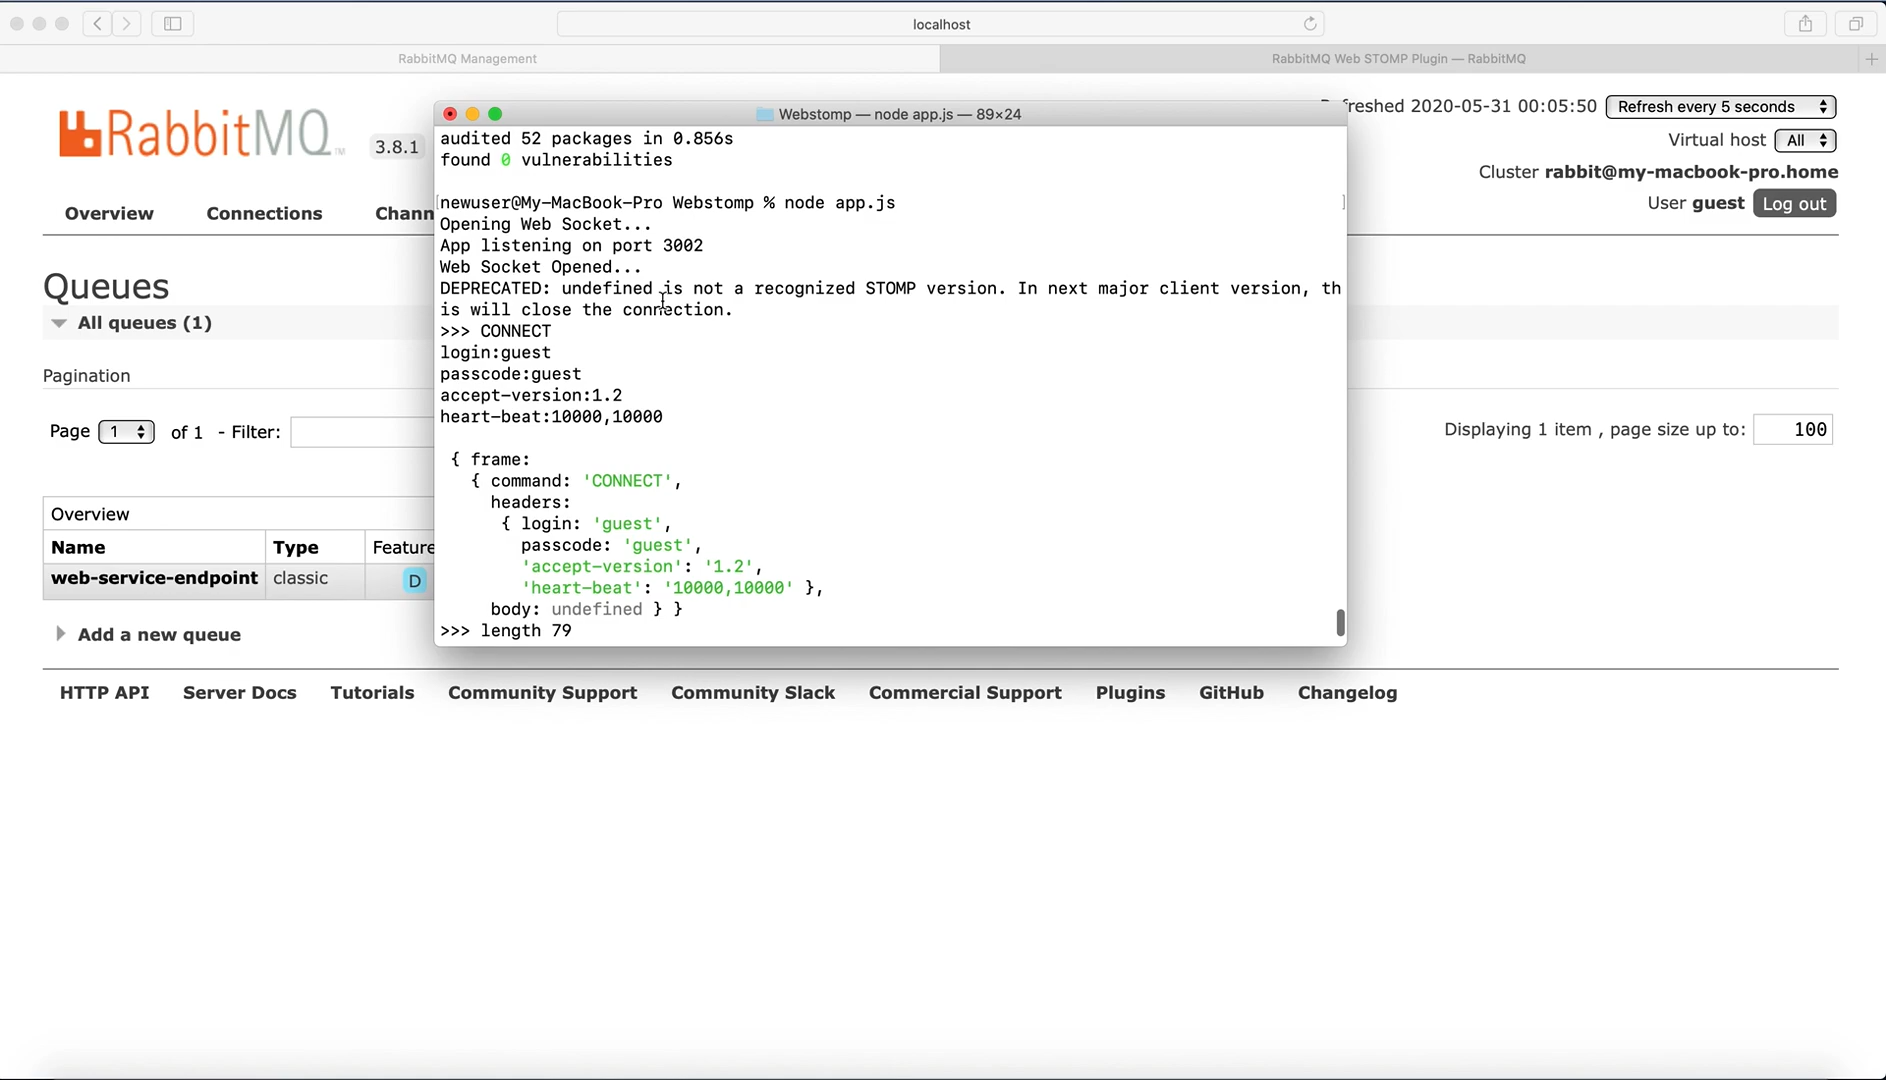 localhost
RabbitMQ Management
RabbitMQ Web STOMP Plugin — RabbitMQ
RabbitMQ™ 3.8.1
freshed 2020-05-31 00:05:50 Refresh every 5 seconds
Virtual host All
Cluster rabbit@my-macbook-pro.home
User guest Log out
Overview Connections Chann
Queues
All queues (1)
Pagination
Page 1 of 1 - Filter:
Displaying 1 item , page size up to: 100
Overview
Name Type Feature
web-service-endpoint classic D
Add a new queue
Webstomp — node app.js — 89×24
audited 52 packages in 0.856s
found 0 vulnerabilities
[newuser@My-MacBook-Pro Webstomp % node app.js ]
Opening Web Socket...
App listening on port 3002
Web Socket Opened...
DEPRECATED: undefined is not a recognized STOMP version. In next major client version, th
is will close the connection.
>>> CONNECT
login:guest
passcode:guest
accept-version:1.2
heart-beat:10000,10000
{ frame:
{ command: 'CONNECT',
headers:
{ login: 'guest',
passcode: 'guest',
'accept-version': '1.2',
'heart-beat': '10000,10000' },
body: undefined } }
>>> length 79
HTTP API Server Docs Tutorials Community Support Community Slack Commercial Support Plugins GitHub Changelog